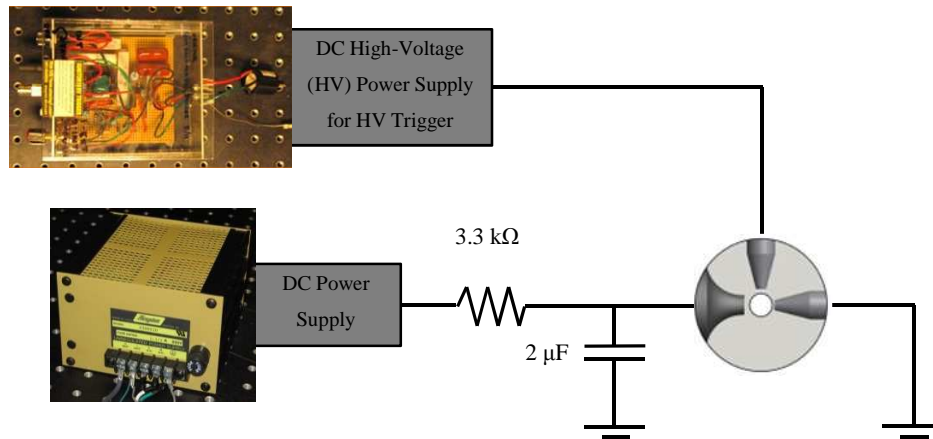 DC High-Voltage
(HV) Power Supply
for HV Trigger
3.3 kΩ
DC Power
Supply
2 μF